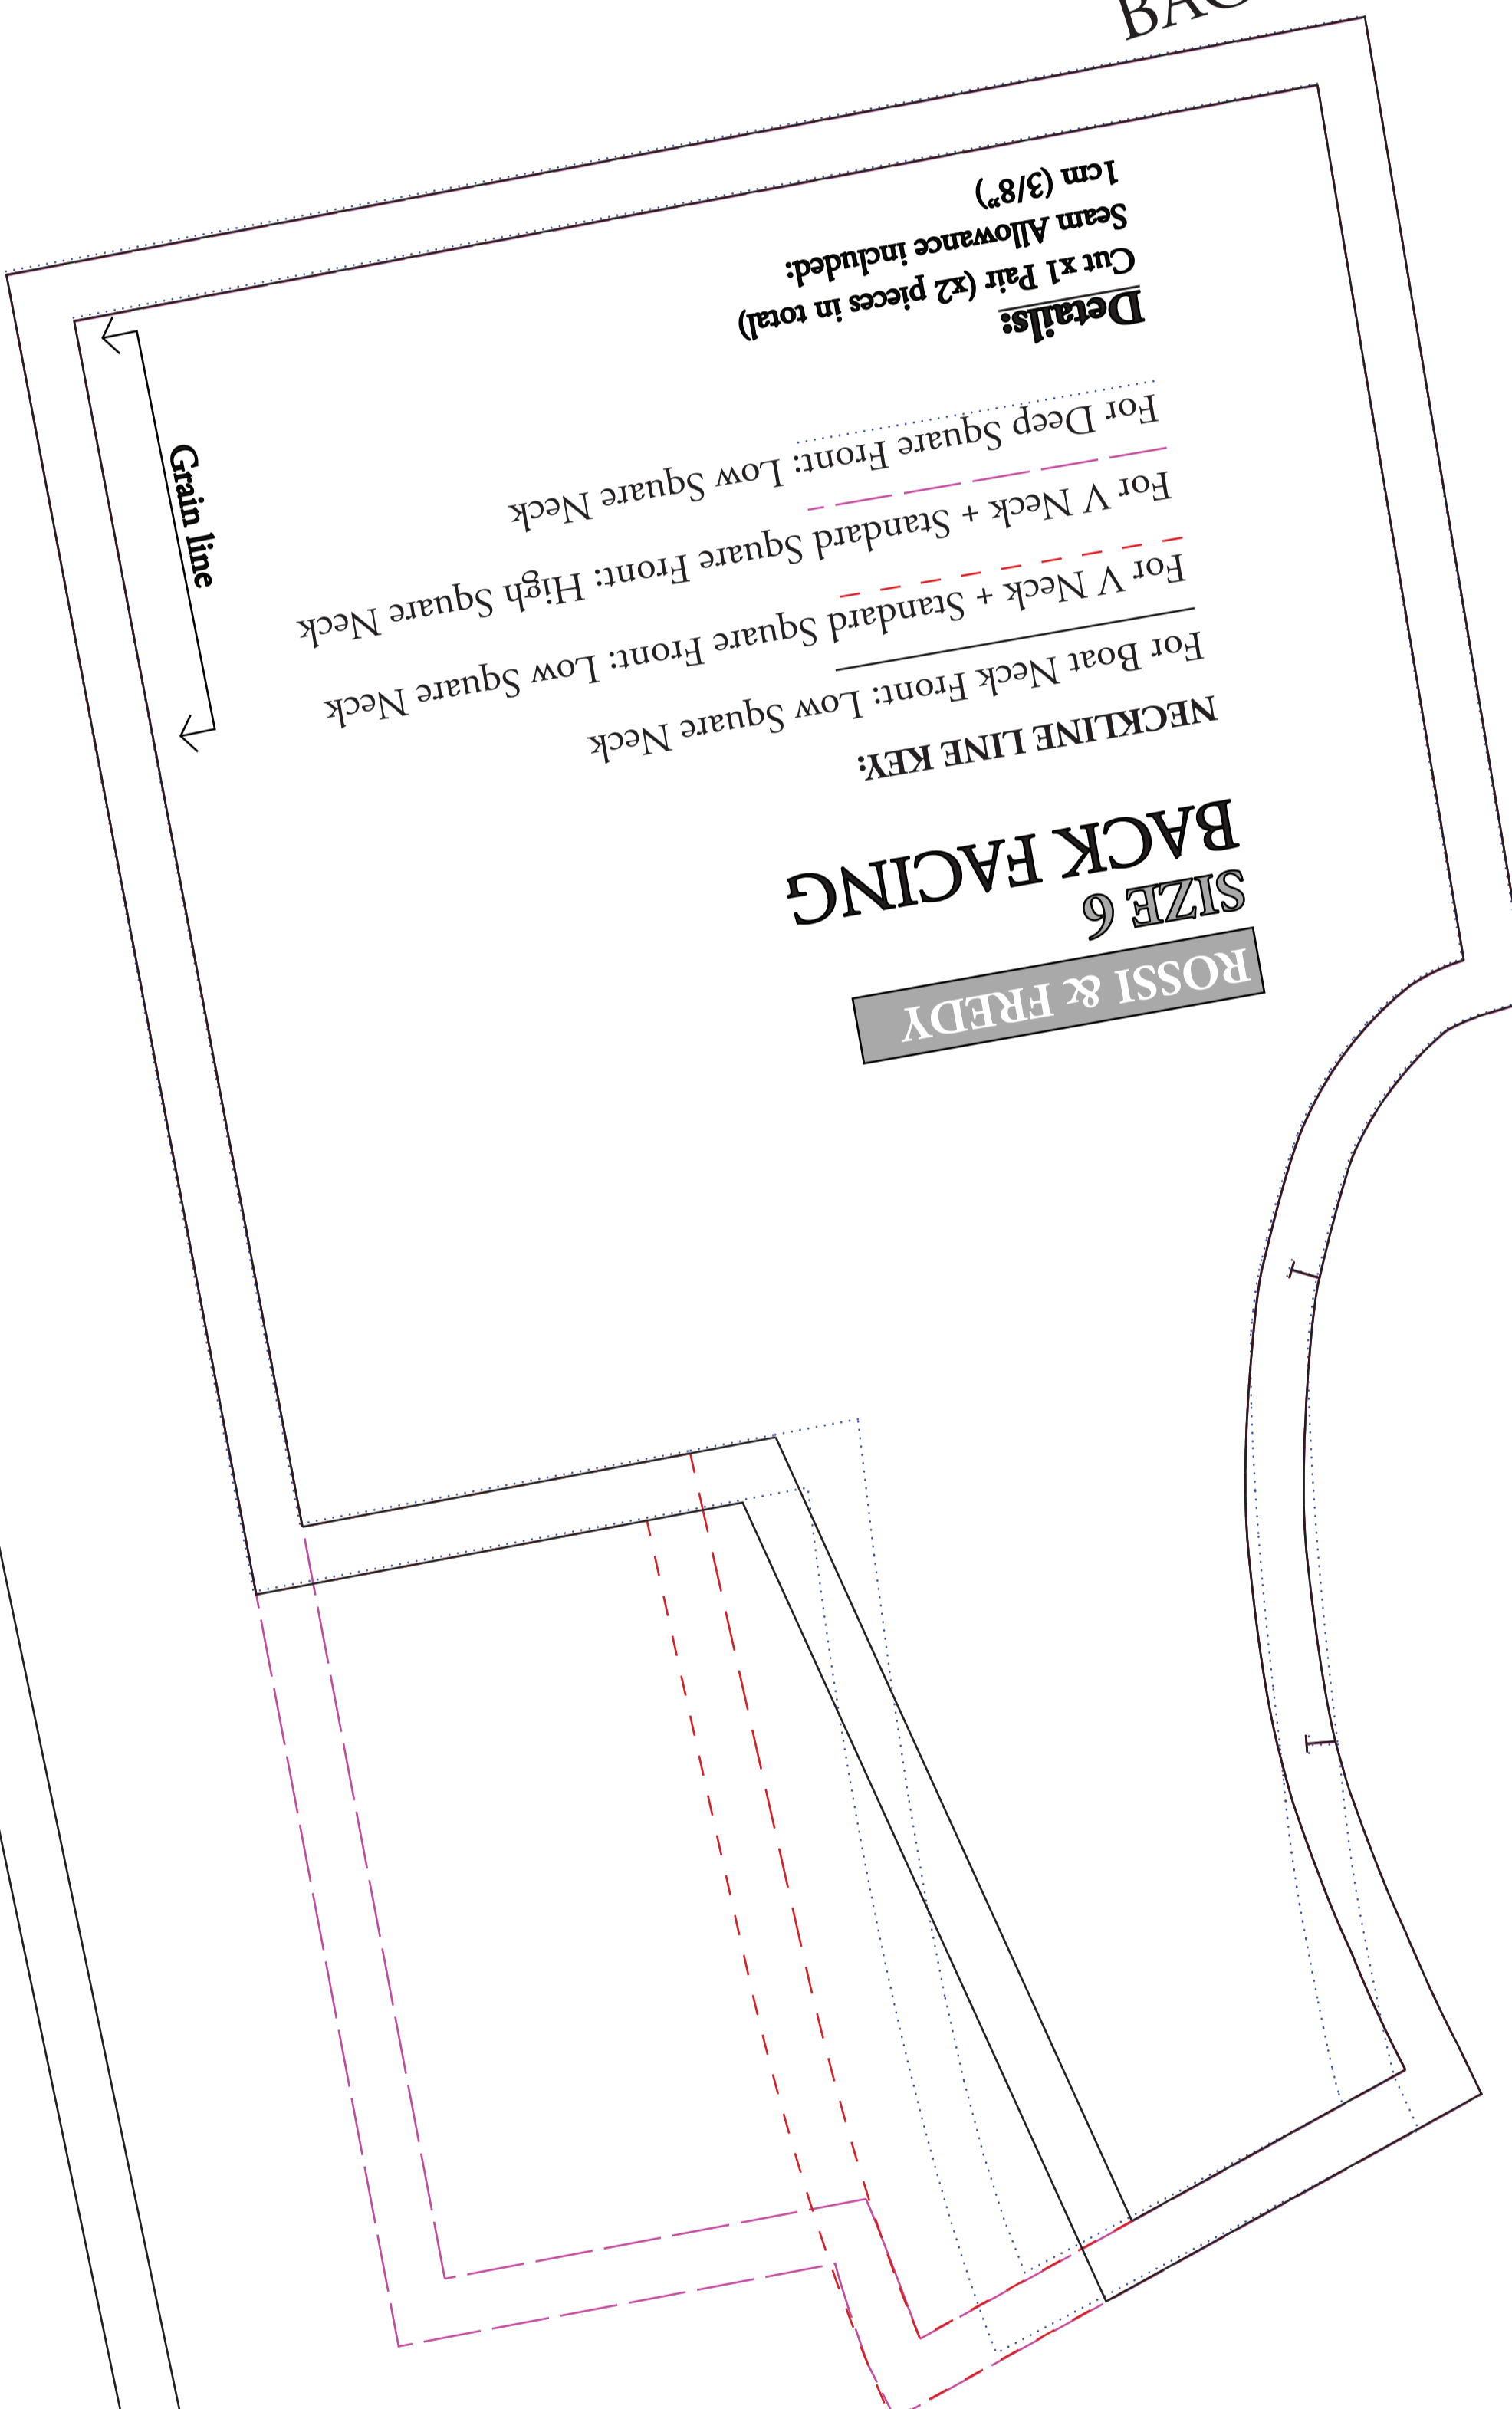 ROSSI & FREDY
SIZE 6
BACK FACING
NECKLINE LINE KEY:
For Boat Neck Front: Low Square Neck
For V Neck + Standard Square Front: Low Square Neck
For V Neck + Standard Square Front: High Square Neck
For Deep Square Front: Low Square Neck
Details:
Cut x1 Pair (x2 pieces in total)
Seam Allowance included:
1cm (3/8”)
Grain line